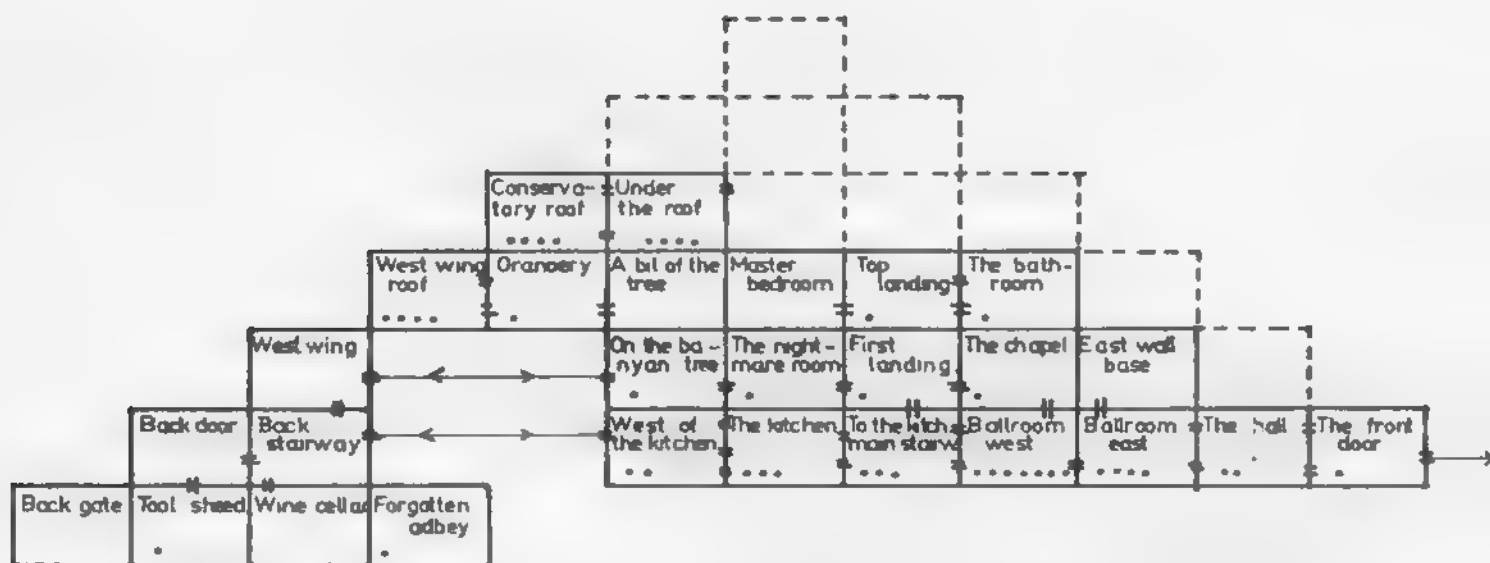 Conserva-
tory roof
Under
the roof
West wing
roof
Orangery
A bit of the
tree
Master
bedroom
Top
landing
The bath-
room
West wing
On the ba-
nyan tree
The night-
mare room
First
landing
The chapel
East wall
base
Back door
Back
stairway
West of
the kitchen
The kitchen
To the kitch.
main stairw.
Ballroom
west
Ballroom
east
The hall
The front
door
Back gate
Tool shed
Wine cellar
Forgotten
adbey